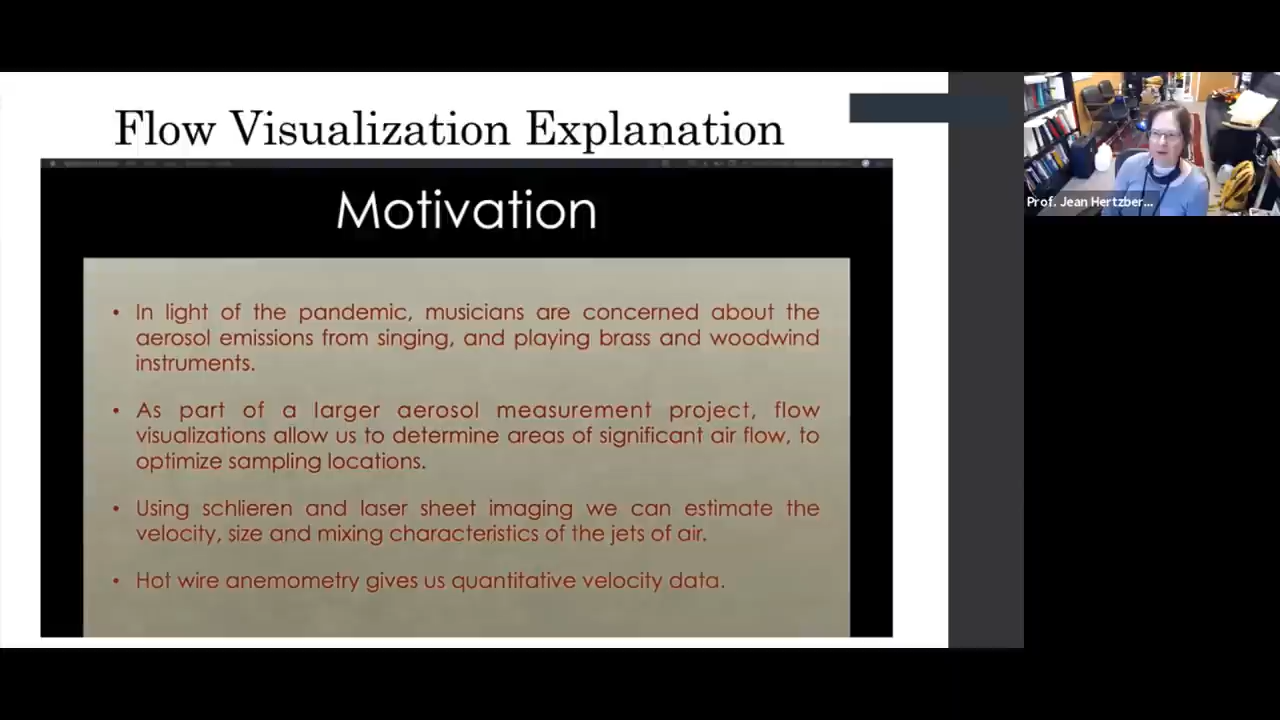 Flow Visualization Explanation
Motivation
• In light of the pandemic, musicians are concerned about the
aerosol emissions from singing, and playing brass and woodwind
instruments.
• As part of a larger aerosol measurement project, flow
visualizations allow us to determine areas of significant air flow, to
optimize sampling locations.
• Using schlieren and laser sheet imaging we can estimate the
velocity, size and mixing characteristics of the jets of air.
• Hot wire anemometry gives us quantitative velocity data.
Prof. Jean Hertzber...